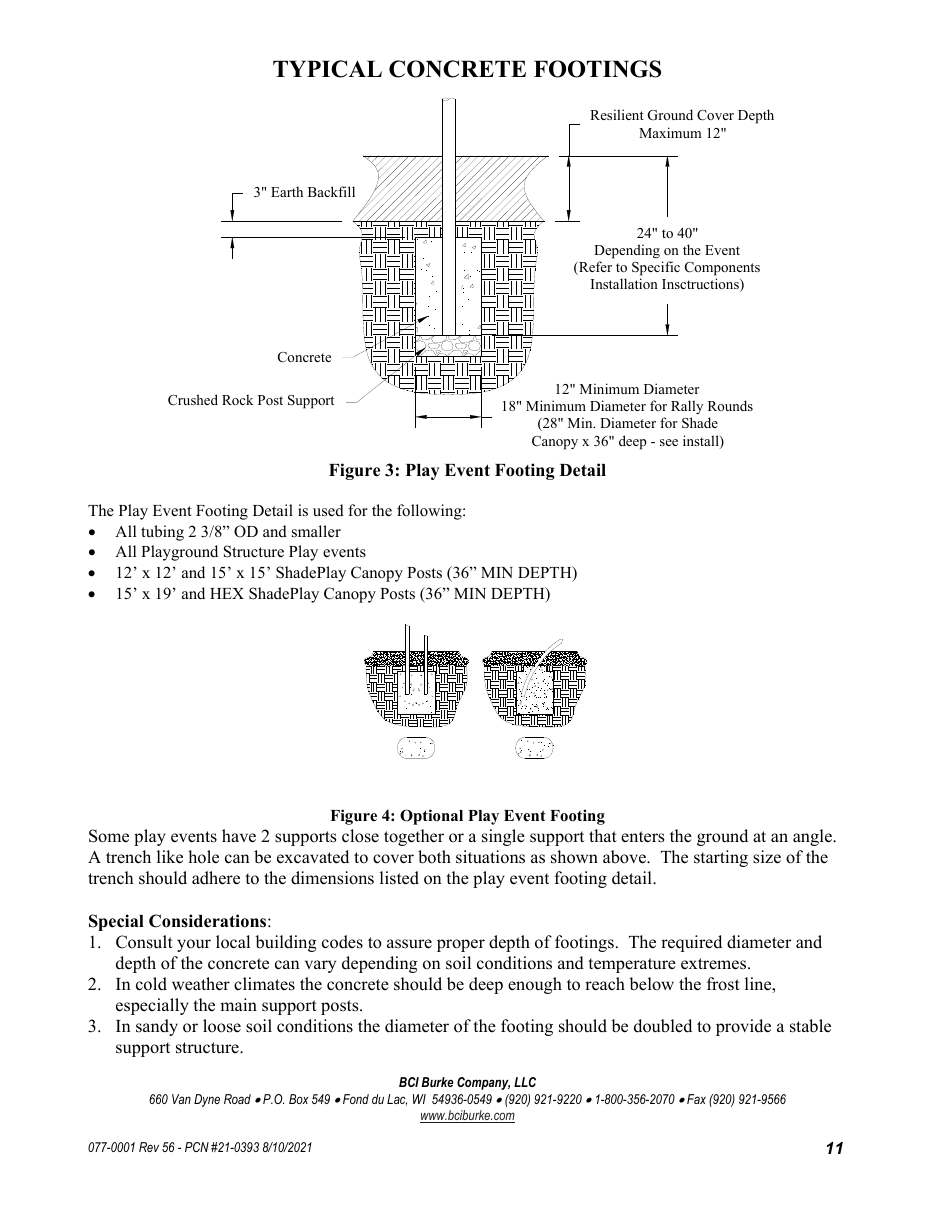 TYPICAL CONCRETE FOOTINGS
Resilient Ground Cover Depth
Maximum 12"
3" Earth Backfill
24" to 40"
Depending on the Event
(Refer to Specific Components
Installation Insctructions)
Concrete
Crushed Rock Post Support
12" Minimum Diameter
18" Minimum Diameter for Rally Rounds
(28" Min. Diameter for Shade
Canopy x 36" deep - see install)
Figure 3: Play Event Footing Detail
The Play Event Footing Detail is used for the following:
• All tubing 2 3/8” OD and smaller
• All Playground Structure Play events
• 12’ x 12’ and 15’ x 15’ ShadePlay Canopy Posts (36” MIN DEPTH)
• 15’ x 19’ and HEX ShadePlay Canopy Posts (36” MIN DEPTH)
Figure 4: Optional Play Event Footing
Some play events have 2 supports close together or a single support that enters the ground at an angle.
A trench like hole can be excavated to cover both situations as shown above.  The starting size of the
trench should adhere to the dimensions listed on the play event footing detail.
Special Considerations:
1. Consult your local building codes to assure proper depth of footings.  The required diameter and
depth of the concrete can vary depending on soil conditions and temperature extremes.
2. In cold weather climates the concrete should be deep enough to reach below the frost line,
especially the main support posts.
3. In sandy or loose soil conditions the diameter of the footing should be doubled to provide a stable
support structure.
BCI Burke Company, LLC
660 Van Dyne Road • P.O. Box 549 • Fond du Lac, WI  54936-0549 • (920) 921-9220 • 1-800-356-2070 • Fax (920) 921-9566
www.bciburke.com
077-0001 Rev 56 - PCN #21-0393 8/10/2021
11